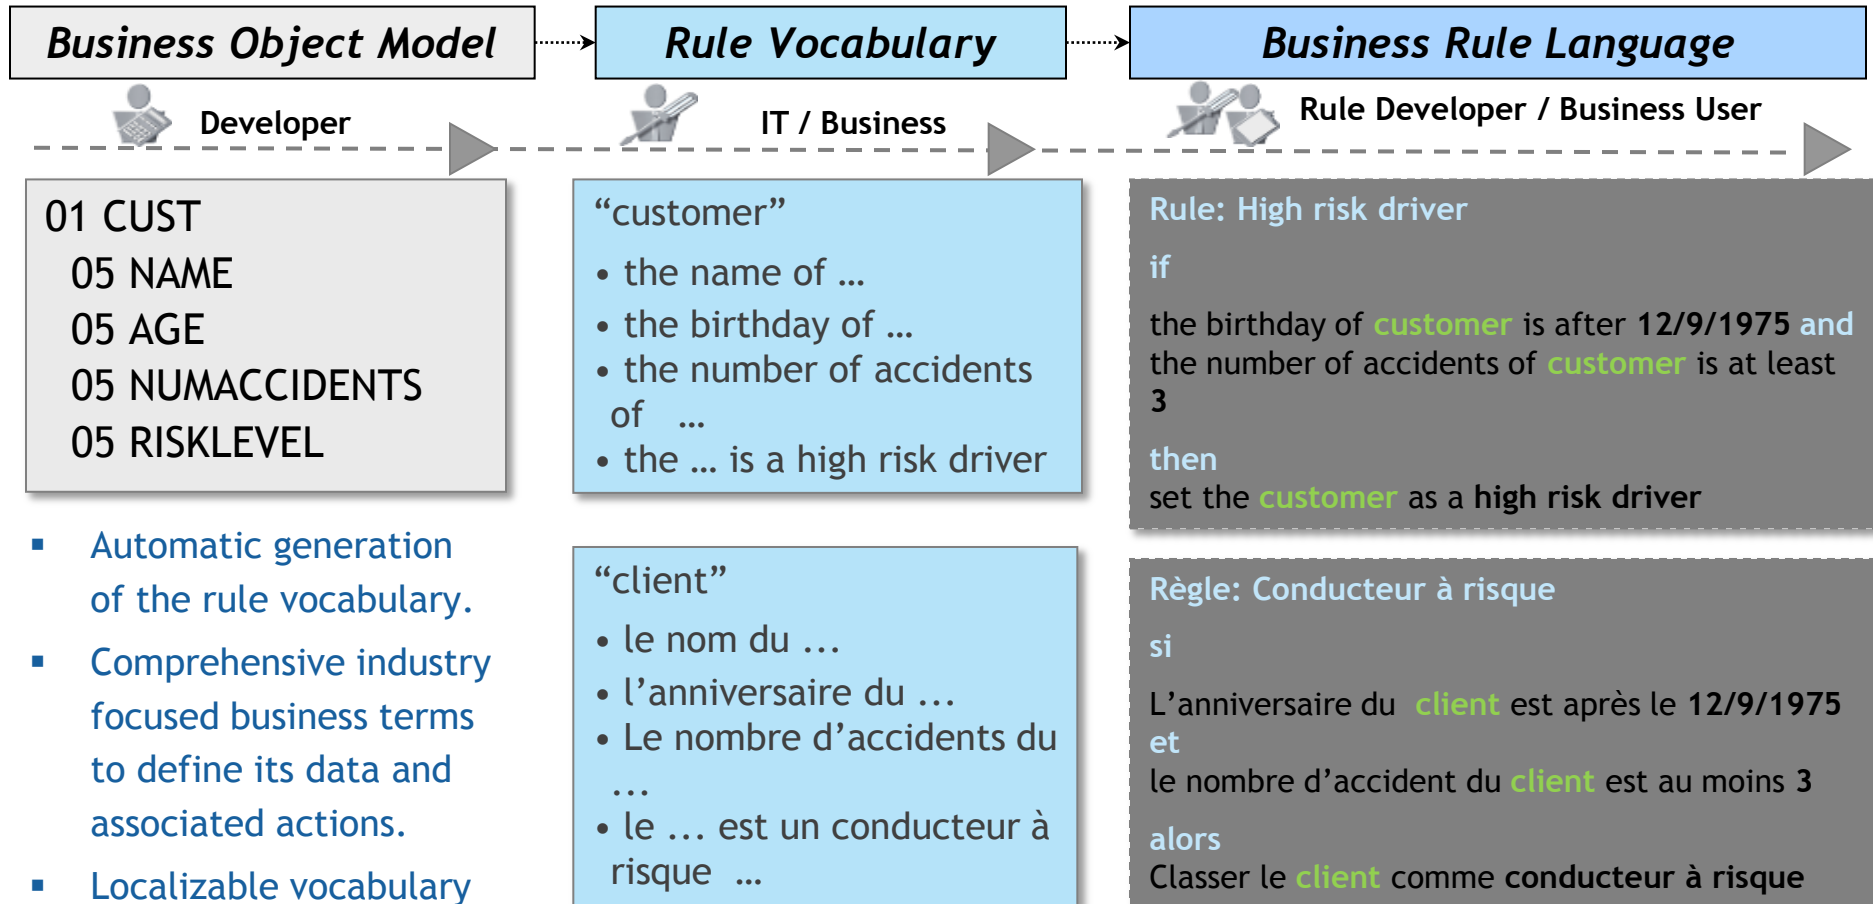 Business Object Model
Rule Vocabulary
Business Rule Language
Developer
IT / Business
Rule Developer / Business User
01 CUST
05 NAME
05 AGE
05 NUMACCIDENTS
05 RISKLEVEL
▪ Automatic generation
of the rule vocabulary.
▪ Comprehensive industry
focused business terms
to define its data and
associated actions.
▪ Localizable vocabulary
“customer”
• the name of …
• the birthday of …
• the number of accidents
of …
• the … is a high risk driver
“client”
• le nom du ...
• l’anniversaire du ...
• Le nombre d’accidents du
...
• le ... est un conducteur à
risque …
Rule: High risk driver
if
the birthday of customer is after 12/9/1975 and
the number of accidents of customer is at least
3
then
set the customer as a high risk driver
Règle: Conducteur à risque
si
L’anniversaire du client est après le 12/9/1975
et
le nombre d’accident du client est au moins 3
alors
Classer le client comme conducteur à risque